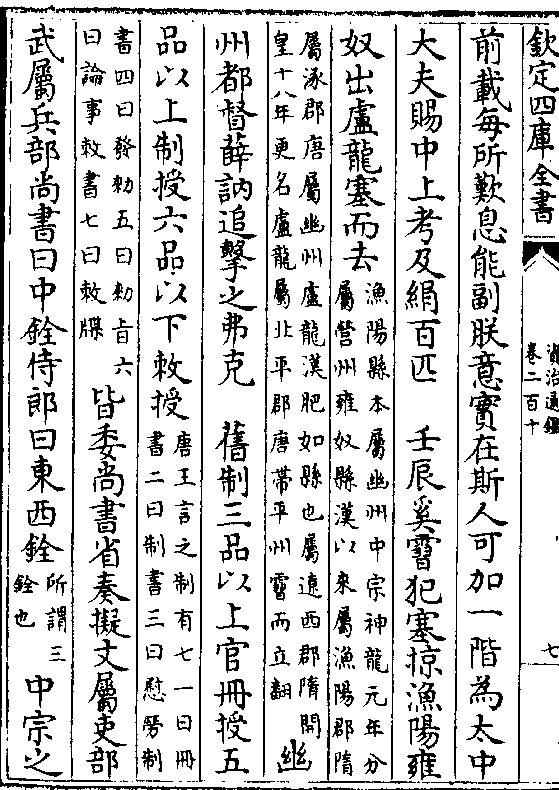 欽定四庫全書
資治通鑑
卷二百十
七
前載每所歎息能副朕意實在斯人可加一階為太中
大夫賜中上考及絹百匹 壬辰奚霫犯塞掠漁陽雍
奴出盧龍塞而去
漁陽縣本屬幽州中宗神龍元年分
屬營州雍奴縣漢以來屬漁陽郡隋
屬涿郡唐屬幽州盧龍漢肥如縣也屬遼西郡隋開
皇十八年更名盧龍屬北平郡唐帶平州霫而立翻
幽
州都督薛訥追擊之弗克 舊制三品以上官冊授五
品以上制授六品以下敕授
唐王言之制有七一曰冊
書二曰制書三曰慰勞制
書四曰發勅五曰勅旨六
曰論事敕書七曰敕牒
皆委尚書省奏擬文屬吏部
武屬兵部尚書曰中銓侍郎曰東西銓
所謂三
銓也
中宗之